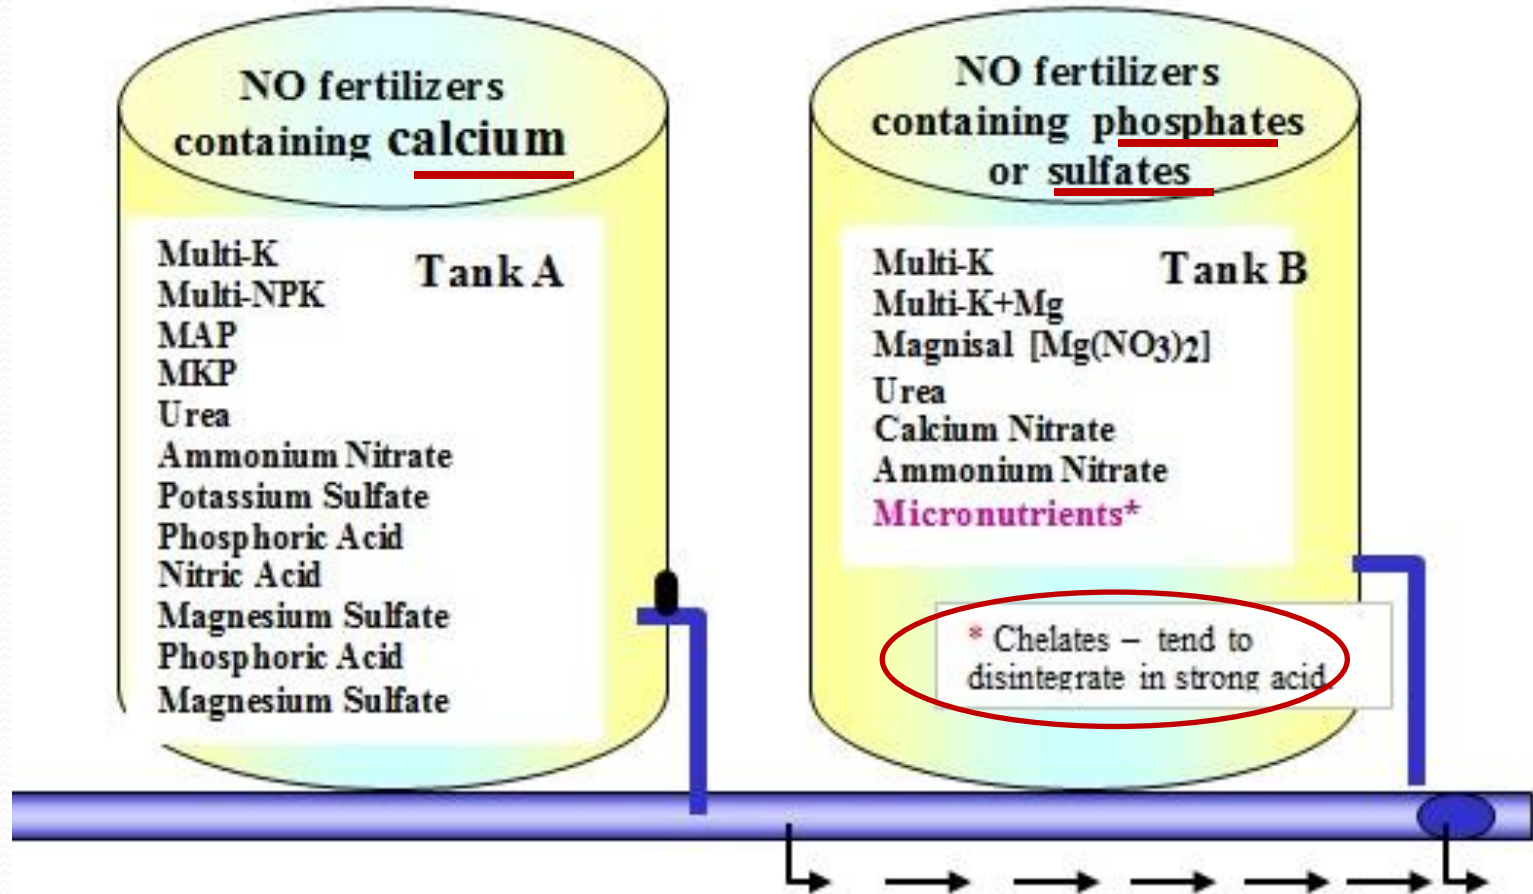 NO fertilizers
containing calcium
Tank A
Multi-K
Multi-NPK
MAP
MKP
Urea
Ammonium Nitrate
Potassium Sulfate
Phosphoric Acid
Nitric Acid
Magnesium Sulfate
Phosphoric Acid
Magnesium Sulfate
NO fertilizers
containing phosphates
or sulfates
Tank B
Multi-K
Multi-K+Mg
Magnisal [Mg(NO3)2]
Urea
Calcium Nitrate
Ammonium Nitrate
Micronutrients*
* Chelates – tend to
disintegrate in strong acid.